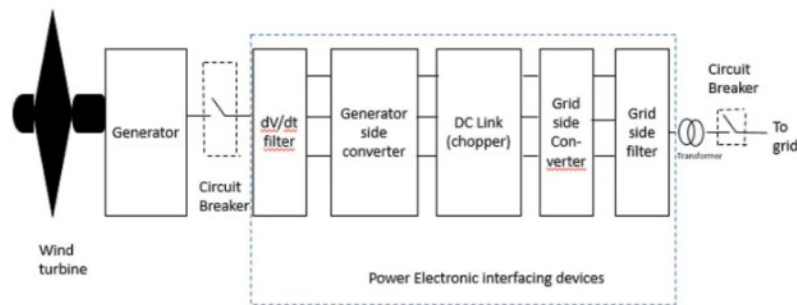 Wind
turbine
Generator
Circuit
Breaker
dV/dt
filter
Generator
side
converter
DC Link
(chopper)
Grid
side
Con-
verter
Grid
side
filter
Transformer
Circuit
Breaker
To
grid
Power Electronic interfacing devices